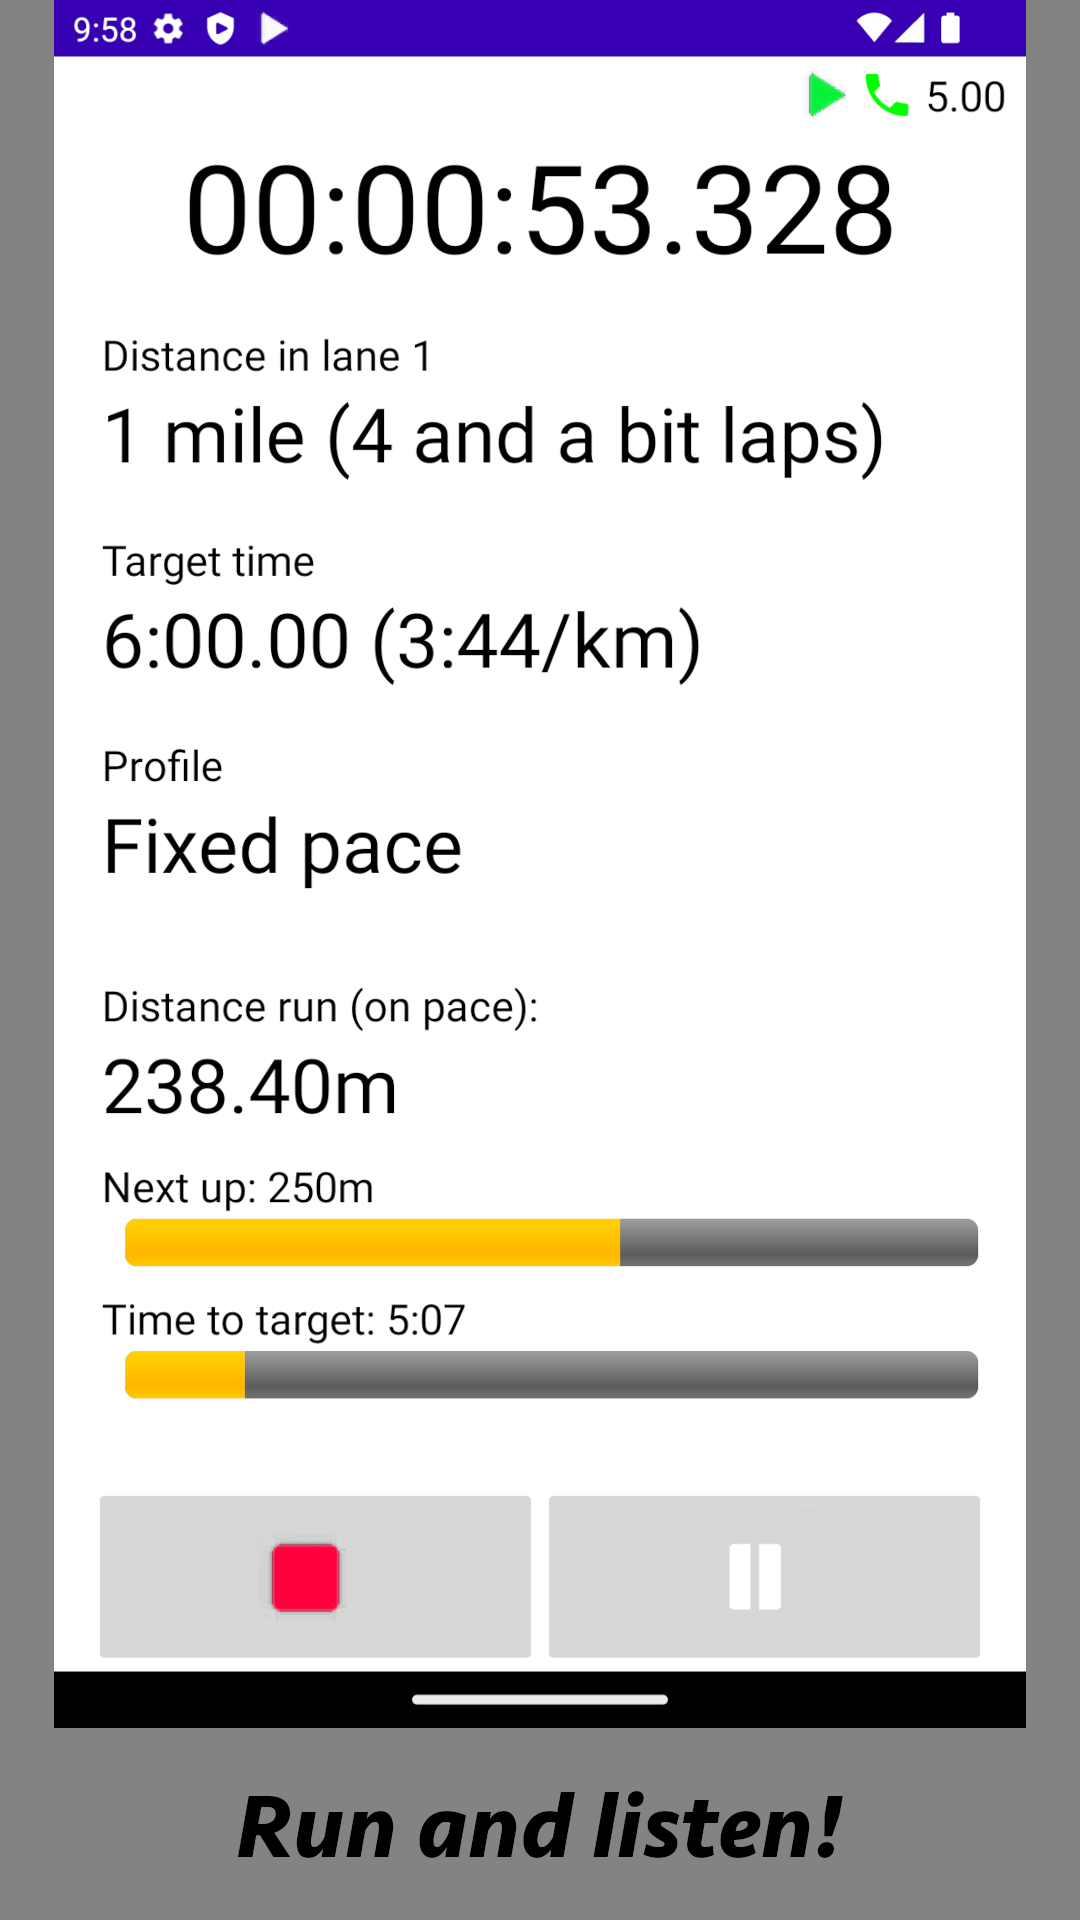 9:58
5.00
00:00:53.328
Distance in lane 1
1 mile (4 and a bit laps)
Target time
6:00.00 (3:44/km)
Profile
Fixed pace
Distance run (on pace):
238.40m
Next up: 250m
Time to target: 5:07
Run and listen!